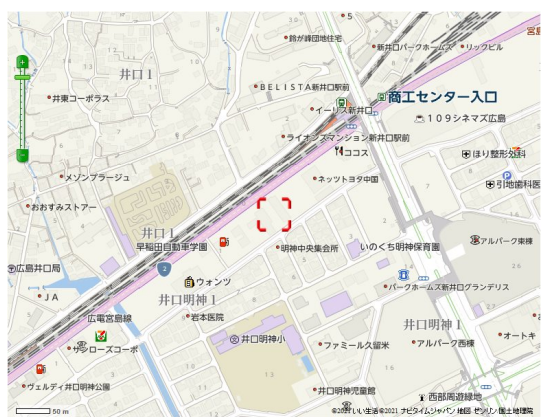 5
宮島
鈴が峰団地住宅
新井口パークホームズ
リックビル
井口1
BELISTA新井口駅前
商工センター入口
井東コーポラス
イーリス新井口
109シネマズ広島
ライオンズマンション新井口駅前
ココス
ほり整形外科
メゾンプラージュ
ネッツトヨタ中国
引地歯科医
おおすみストアー
井口1
早稲田自動車学園
明神中央集会所
いのくち明神保育園
アルパーク東棟
広島井口局
2
ウォンツ
26
JA
パークホームズ新井口グランデリス
広電宮島線
岩本医院
井口明神1
井口明神1
サンローズコーポ
井口明神小
ファミール久留米
アルパーク西棟
オートキ
13
ヴェルディ井口明神公園
井口明神児童館
西部周遊緑地
50 m
©2021 いい生活 ©2021 ナビタイムジャパン 地図 ゼンリン 国土地理院